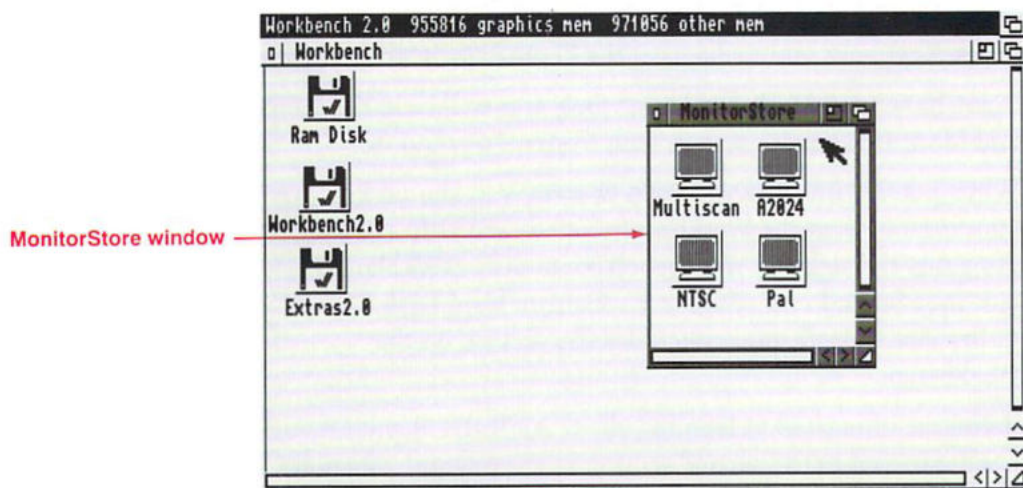 Workbench 2.0 955816 graphics mem 971056 other mem
Workbench
Ram Disk
Workbench2.0
Extras2.0
MonitorStore window
MonitorStore
Multiscan A2024
NTSC Pal